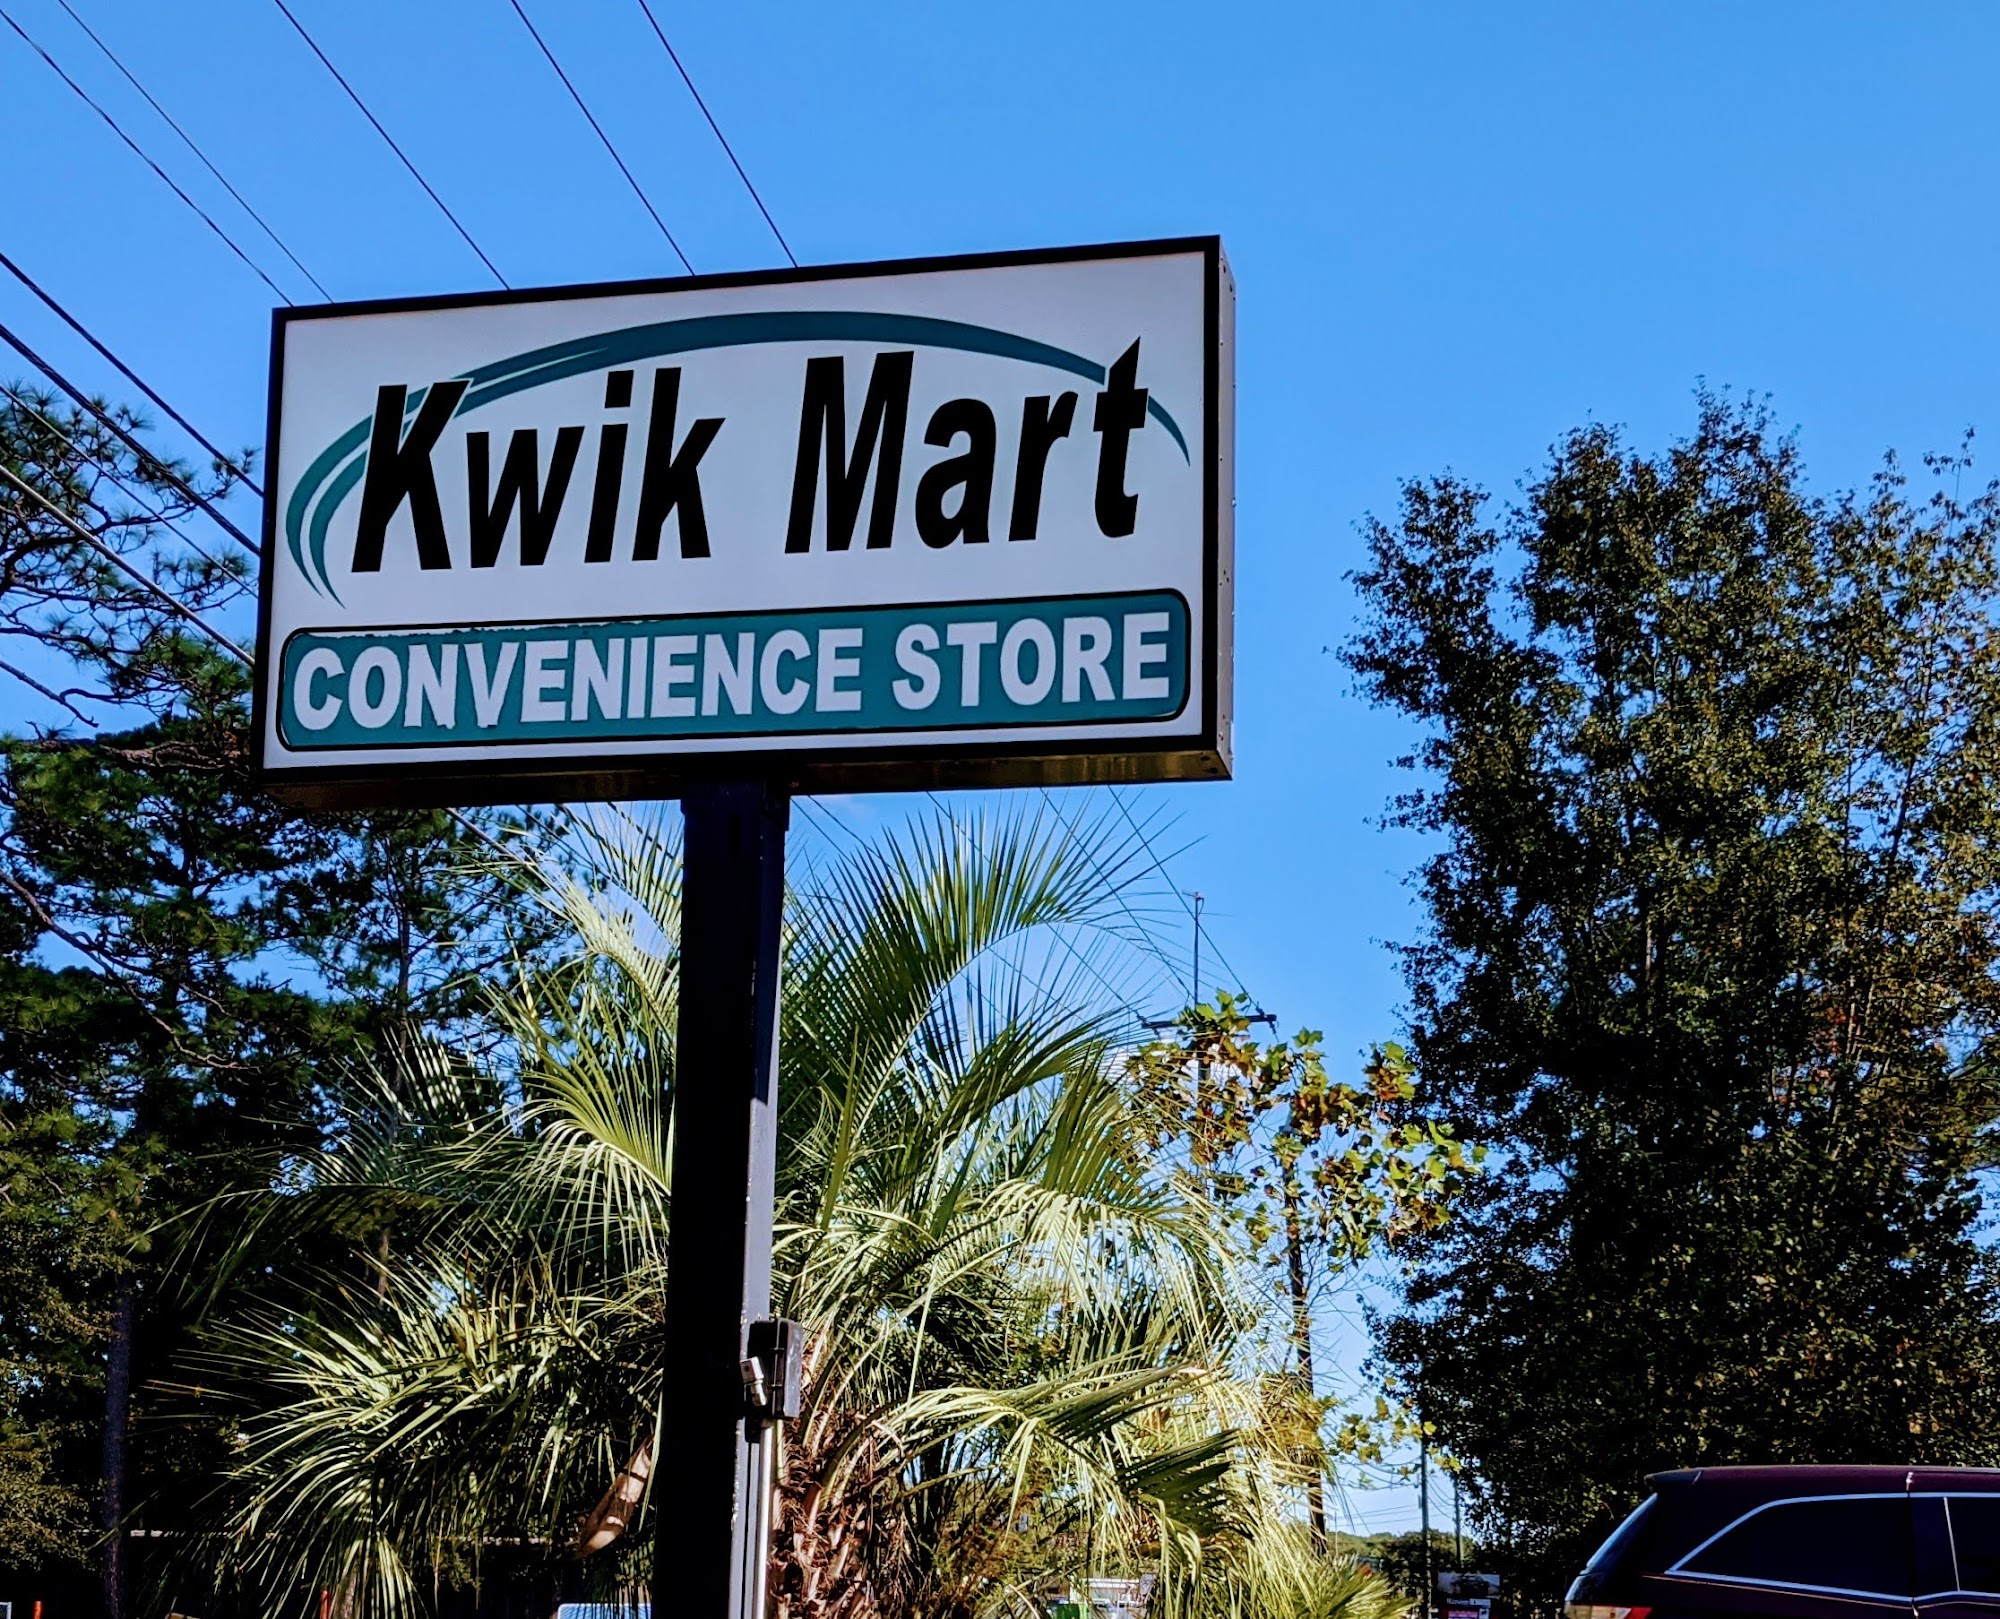 Kwik Mart
CONVENIENCE STORE